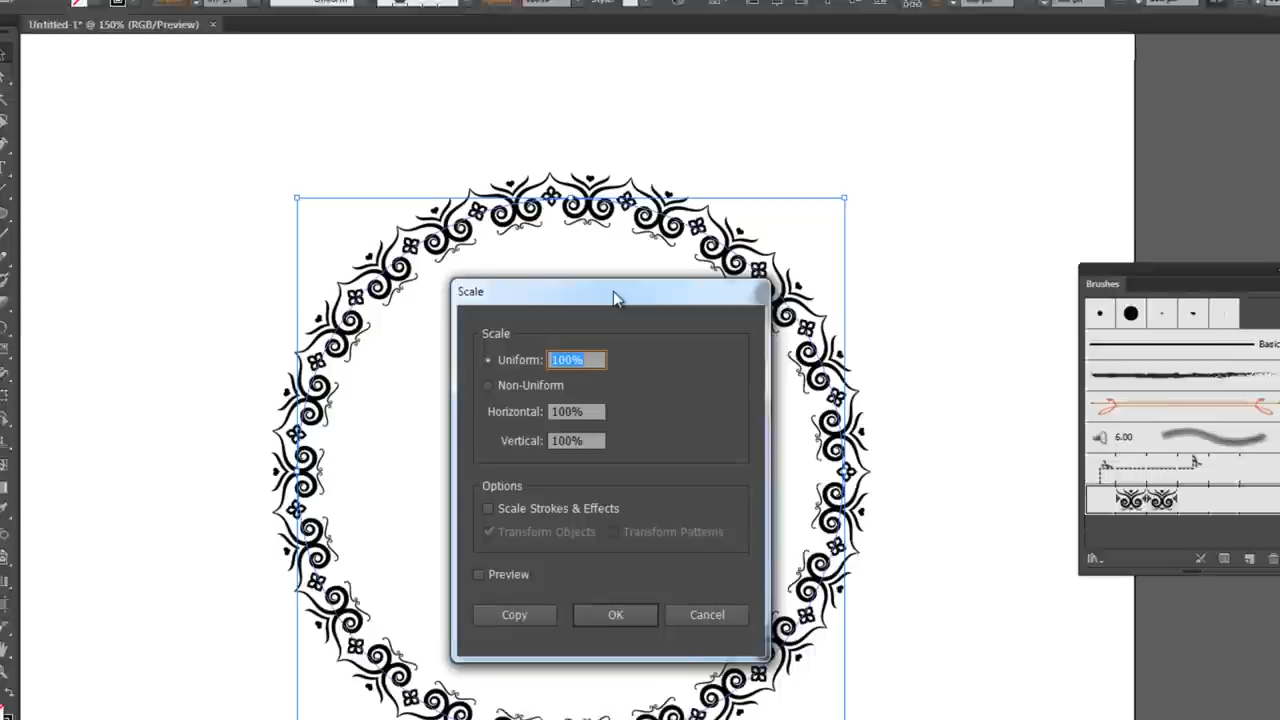 Untitled-1* @ 150% (RGB/Preview)
Scale
Scale
Uniform: 100%
Non-Uniform
Horizontal: 100%
Vertical: 100%
Options
Scale Strokes & Effects
Transform Objects Transform Patterns
Preview
Copy OK Cancel
Brushes
Basic
6.00